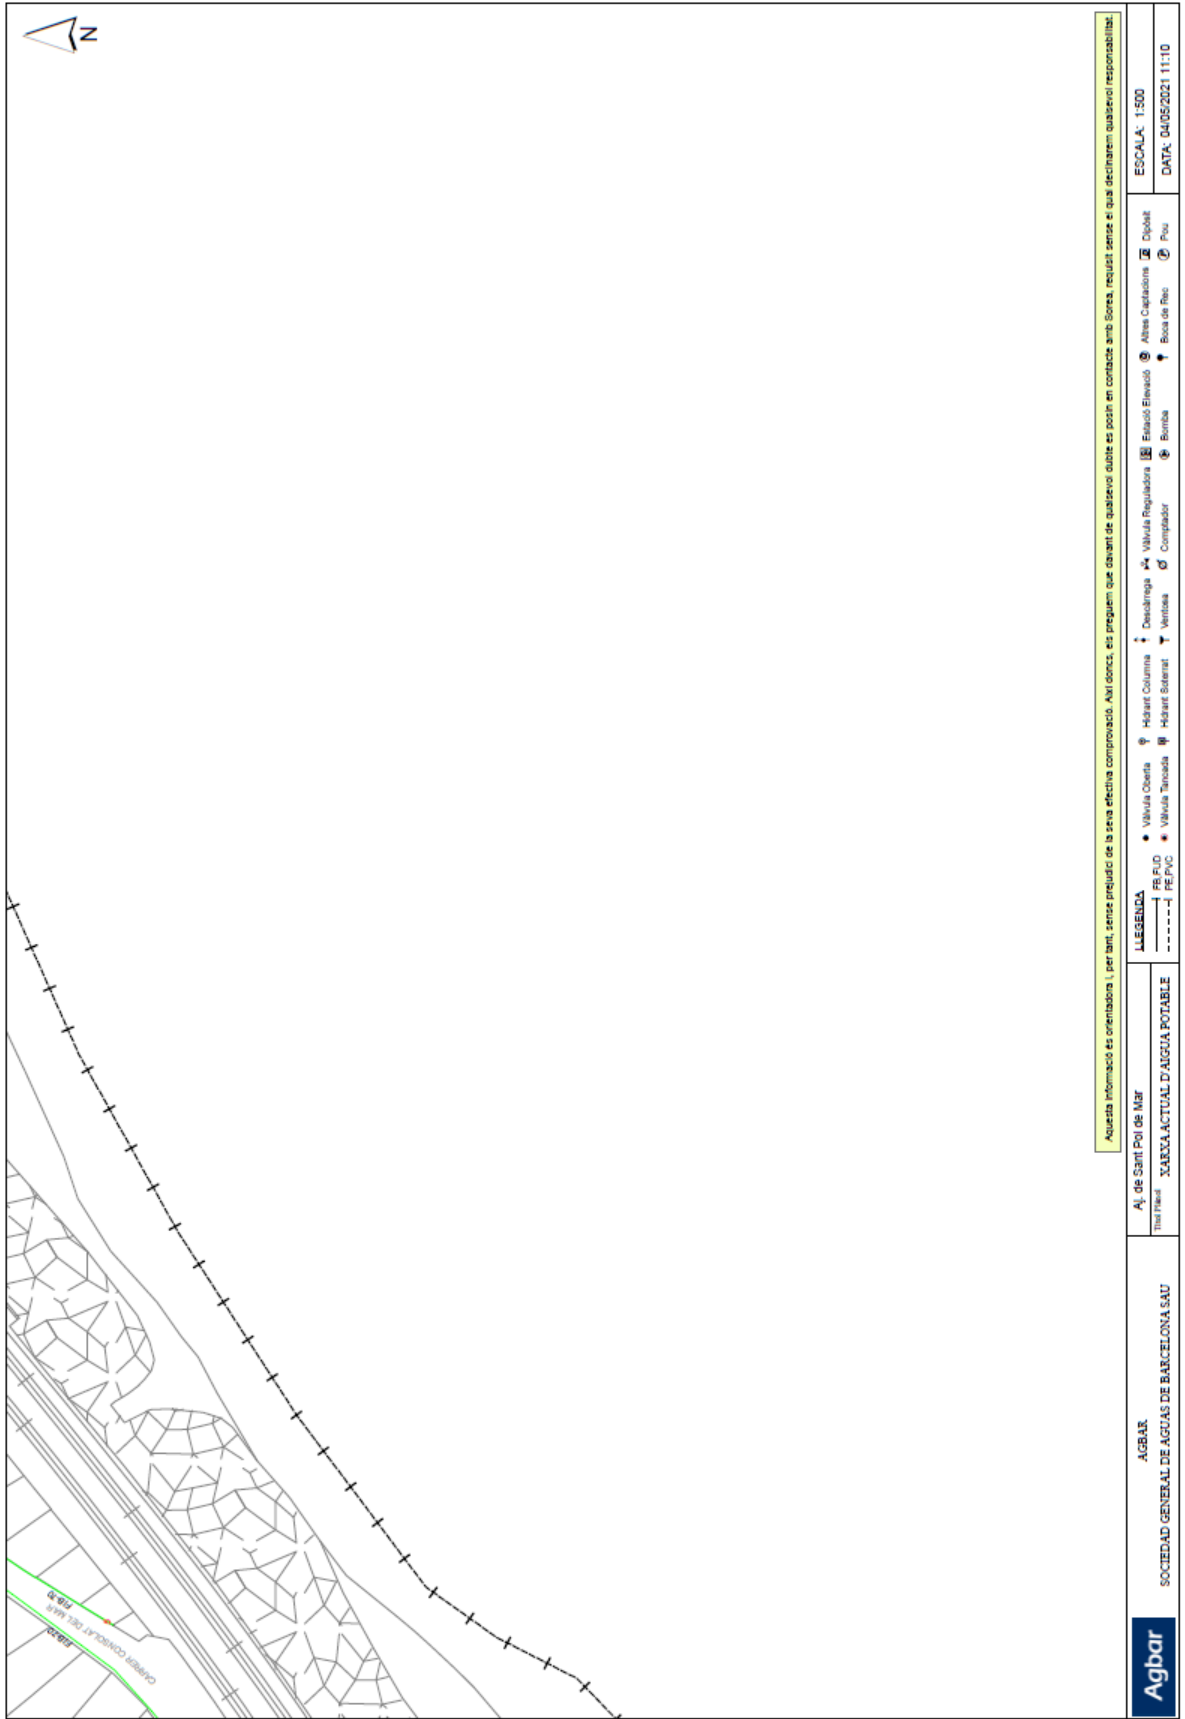 N
FIB-70
CARRER CONSOLAT DEL MAR
FIB-70
Aquesta informació és orientadora i, per tant, sense prejudici de la seva efectiva comprovació. Així doncs, els preguem que davant de qualsevol dubte es posin en contacte amb Sorea, requisit sense el qual declinarem qualsevol responsabilitat.
Agbar
AGBAR
SOCIEDAD GENERAL DE AGUAS DE BARCELONA SAU
Aj. de Sant Pol de Mar
Títol Plànol
XARXA ACTUAL D'AIGUA POTABLE
LLEGENDA
FB,FUD
PE,PVC
Vàlvula Oberta
Hidrant Columna
Descàrrega
Vàlvula Reguladora
Estació Elevació
Altres Captacions
Dipòsit
Vàlvula Tancada
Hidrant Soterrat
Ventosa
Comptador
Bomba
Boca de Rec
Pou
ESCALA: 1:500
DATA: 04/05/2021 11:10